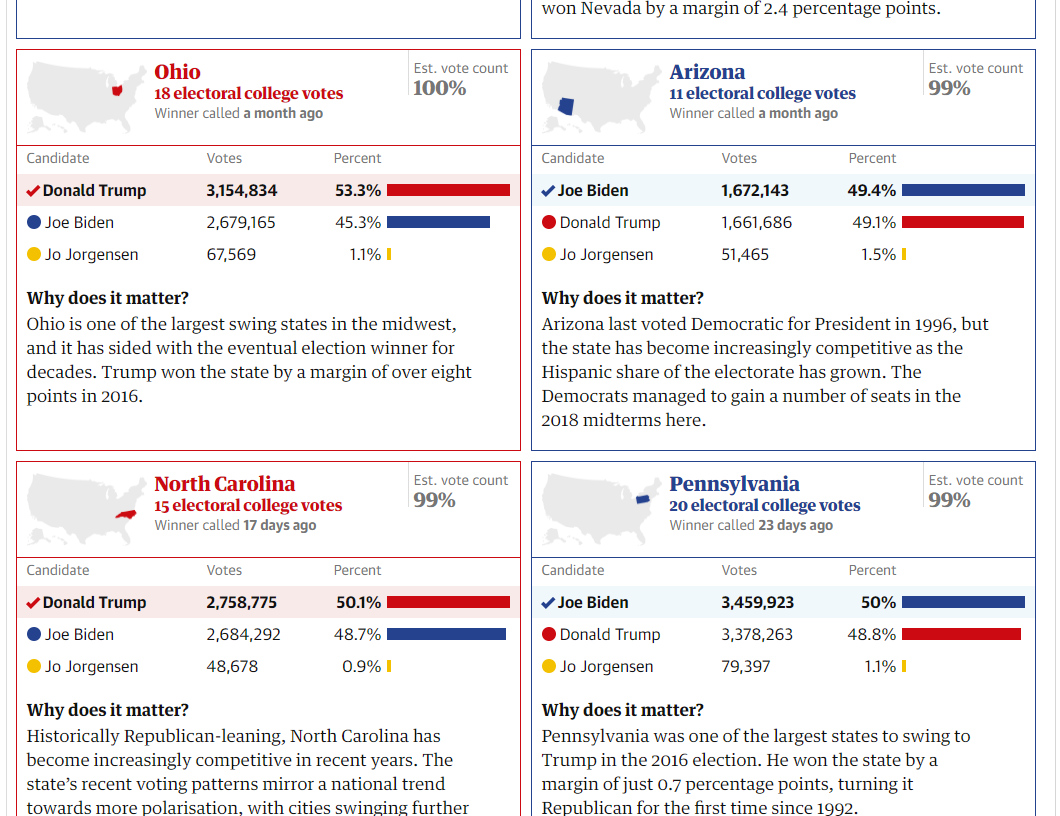 won Nevada by a margin of 2.4 percentage points.
Ohio
18 electoral college votes
Winner called a month ago
Est. vote count
100%
Candidate Votes Percent
Donald Trump 3,154,834 53.3%
Joe Biden 2,679,165 45.3%
Jo Jorgensen 67,569 1.1%
Why does it matter?
Ohio is one of the largest swing states in the midwest,
and it has sided with the eventual election winner for
decades. Trump won the state by a margin of over eight
points in 2016.
Arizona
11 electoral college votes
Winner called a month ago
Est. vote count
99%
Candidate Votes Percent
Joe Biden 1,672,143 49.4%
Donald Trump 1,661,686 49.1%
Jo Jorgensen 51,465 1.5%
Why does it matter?
Arizona last voted Democratic for President in 1996, but
the state has become increasingly competitive as the
Hispanic share of the electorate has grown. The
Democrats managed to gain a number of seats in the
2018 midterms here.
North Carolina
15 electoral college votes
Winner called 17 days ago
Est. vote count
99%
Candidate Votes Percent
Donald Trump 2,758,775 50.1%
Joe Biden 2,684,292 48.7%
Jo Jorgensen 48,678 0.9%
Why does it matter?
Historically Republican-leaning, North Carolina has
become increasingly competitive in recent years. The
state's recent voting patterns mirror a national trend
towards more polarisation, with cities swinging further
Pennsylvania
20 electoral college votes
Winner called 23 days ago
Est. vote count
99%
Candidate Votes Percent
Joe Biden 3,459,923 50%
Donald Trump 3,378,263 48.8%
Jo Jorgensen 79,397 1.1%
Why does it matter?
Pennsylvania was one of the largest states to swing to
Trump in the 2016 election. He won the state by a
margin of just 0.7 percentage points, turning it
Republican for the first time since 1992.